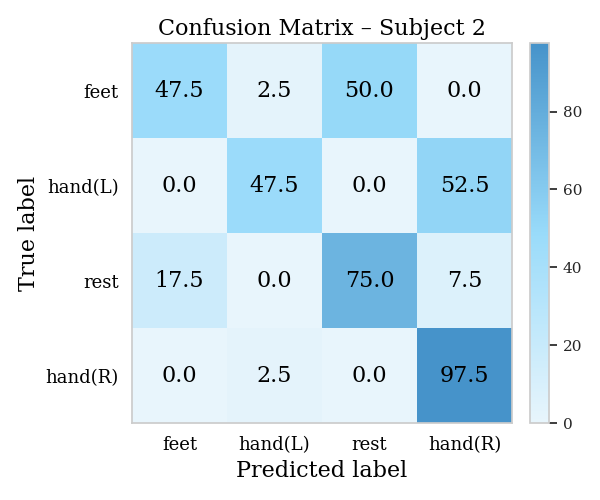 Confusion Matrix – Subject 2
feet 47.5 2.5 50.0 0.0
hand(L) 0.0 47.5 0.0 52.5
rest 17.5 0.0 75.0 7.5
hand(R) 0.0 2.5 0.0 97.5
feet hand(L) rest hand(R)
Predicted label
True label
80
60
40
20
0